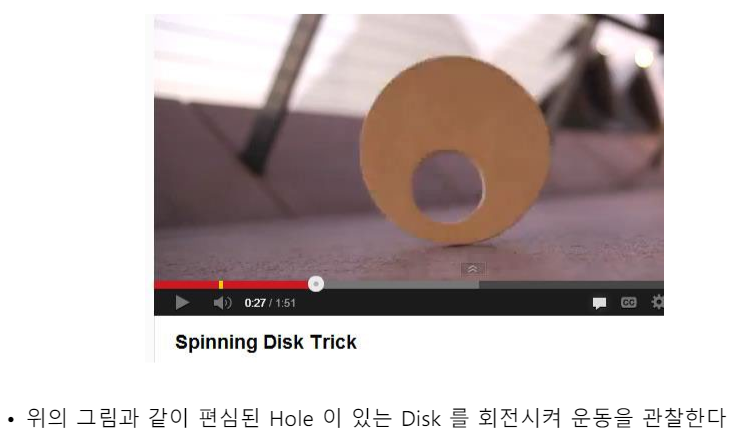 0:27 / 1:51
CC
Spinning Disk Trick
• 위의 그림과 같이 편심된 Hole 이 있는 Disk 를 회전시켜 운동을 관찰한다